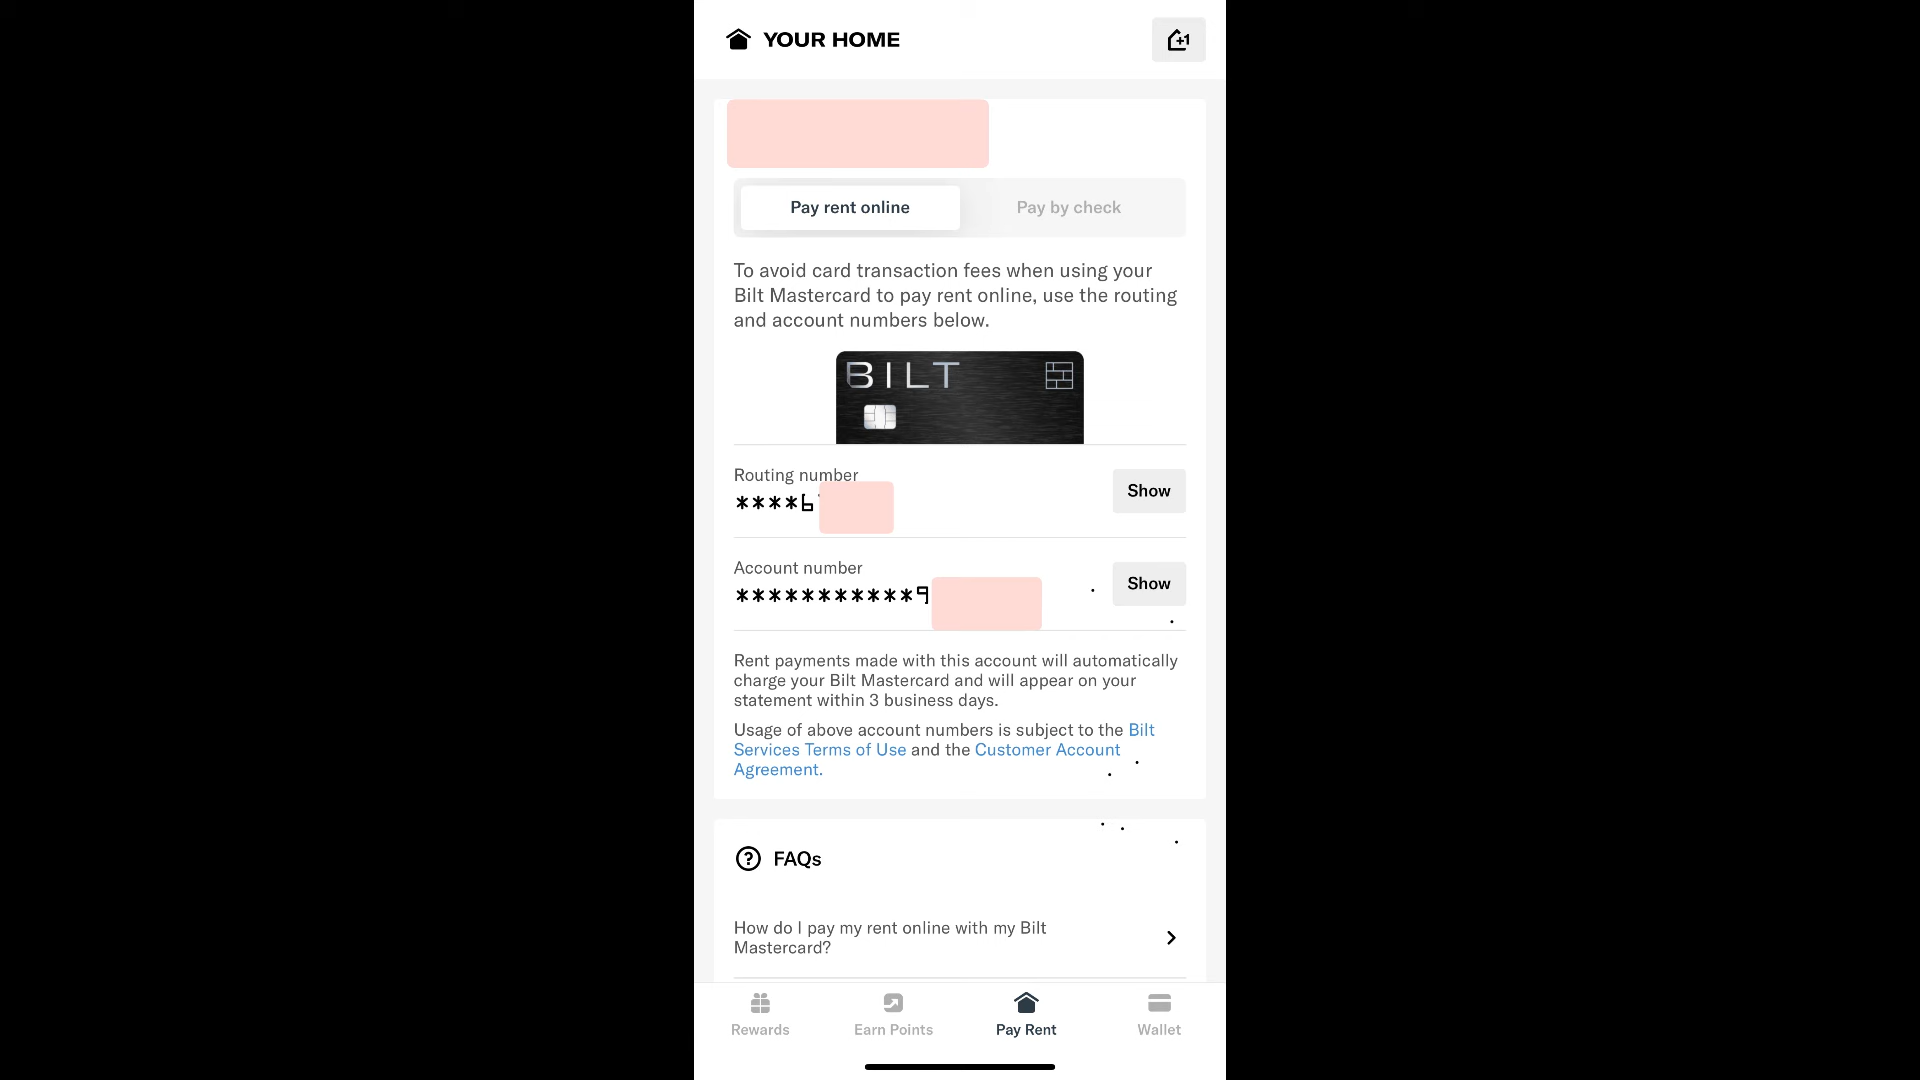 YOUR HOME
+1
Pay rent online
Pay by check
To avoid card transaction fees when using your
Bilt Mastercard to pay rent online, use the routing
and account numbers below.
BILT
Routing number
****6
Show
Account number
***********9
Show
Rent payments made with this account will automatically
charge your Bilt Mastercard and will appear on your
statement within 3 business days.
Usage of above account numbers is subject to the Bilt
Services Terms of Use and the Customer Account
Agreement.
FAQs
How do I pay my rent online with my Bilt
Mastercard?
Rewards
Earn Points
Pay Rent
Wallet